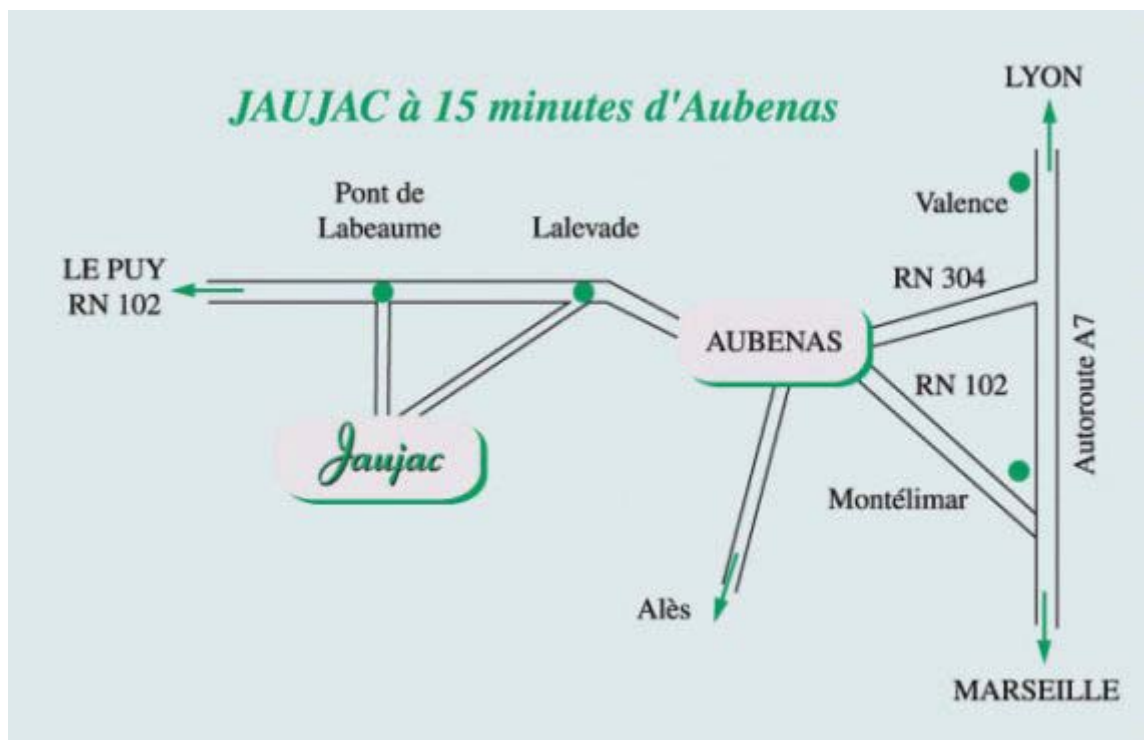 JAUJAC à 15 minutes d'Aubenas
LYON
Pont de
Labeaume
Lalevade
Valence
LE PUY
RN 102
RN 304
AUBENAS
RN 102
Autoroute A7
Jaujac
Montélimar
Alès
MARSEILLE